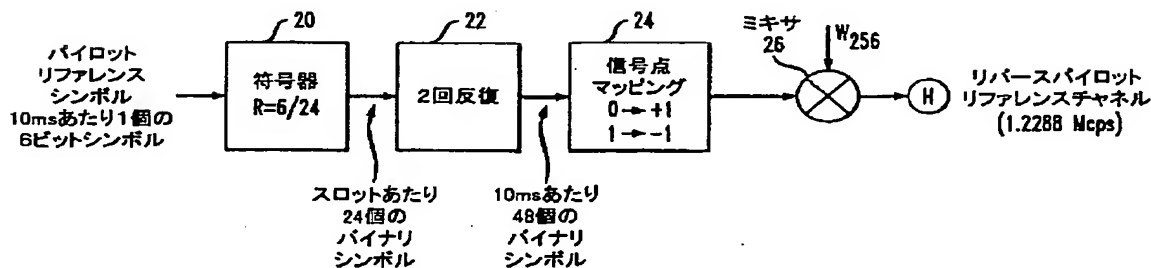 パイロット
リファレンス
シンボル
10msあたり1個の
6ビットシンボル
20
符号器
R=6/24
スロットあたり
24個の
バイナリ
シンボル
22
2回反復
10msあたり
48個の
バイナリ
シンボル
24
信号点
マッピング
0→+1
1→-1
ミキサ
26
W256
H
リバースパイロット
リファレンスチャネル
(1.2288 Mcps)